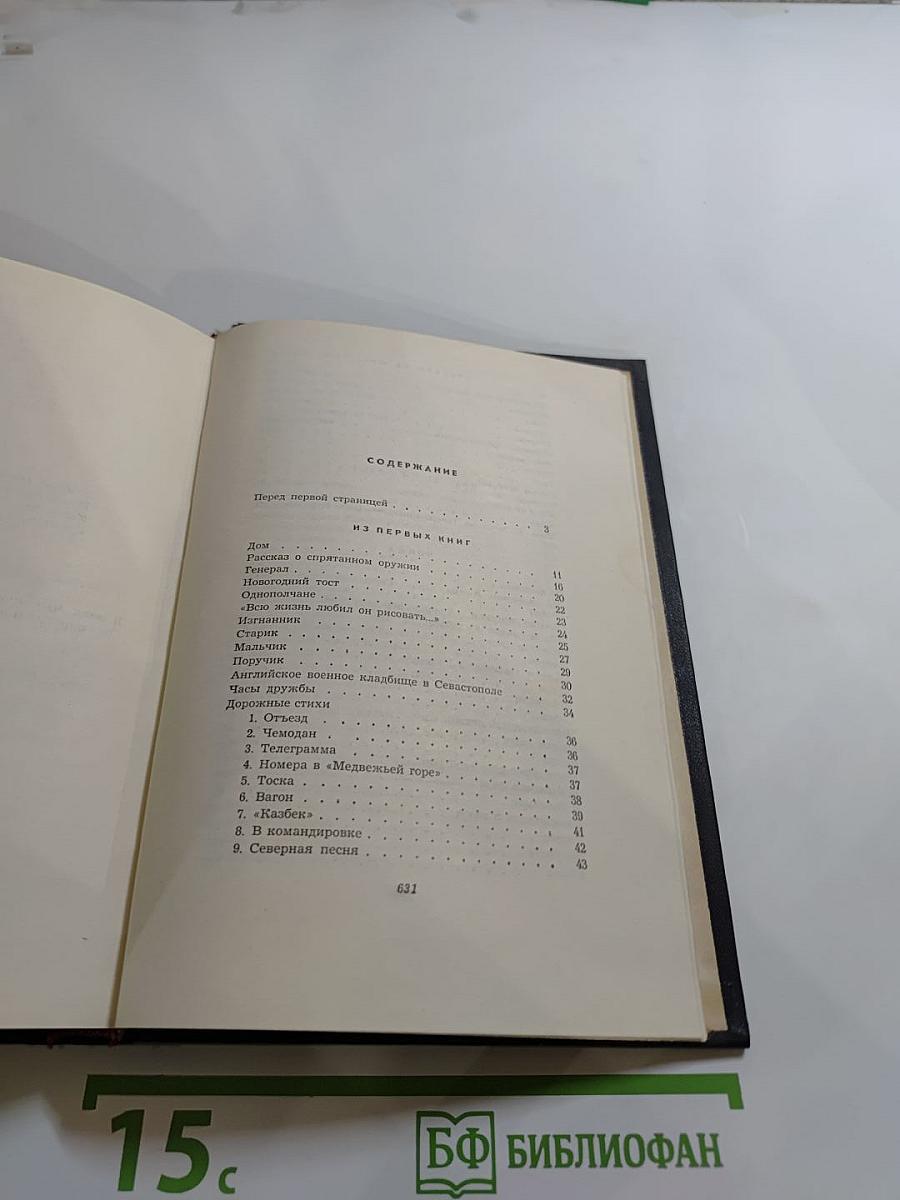 СОДЕРЖАНИЕ
Перед первой страницей . . . . . . . . . . . . 3
ИЗ ПЕРВЫХ КНИГ
Дом . . . . . . . . . . . . 11
Рассказ о спрятанном оружии . . . . . . . . 16
Генерал . . . . . . . . . . . . 20
Новогодний тост . . . . . . . . . . . . 22
Однополчане . . . . . . . . . . . . 23
«Всю жизнь любил он рисовать...» . . . . . . . 24
Изгнанник . . . . . . . . . . . . 25
Старик . . . . . . . . . . . . 27
Мальчик . . . . . . . . . . . . 29
Поручик . . . . . . . . . . . . 30
Английское военное кладбище в Севастополе . . . . 32
Часы дружбы . . . . . . . . . . . . 34
Дорожные стихи
1. Отъезд . . . . . . . . . . . . 36
2. Чемодан . . . . . . . . . . . . 36
3. Телеграмма . . . . . . . . . . . . 37
4. Номера в «Медвежьей горе» . . . . . . . 37
5. Тоска . . . . . . . . . . . . 38
6. Вагон . . . . . . . . . . . . 39
7. «Казбек» . . . . . . . . . . . . 41
8. В командировке . . . . . . . . . . . 42
9. Северная песня . . . . . . . . . . . 43
631
15 с
БФ БИБЛИОФАН